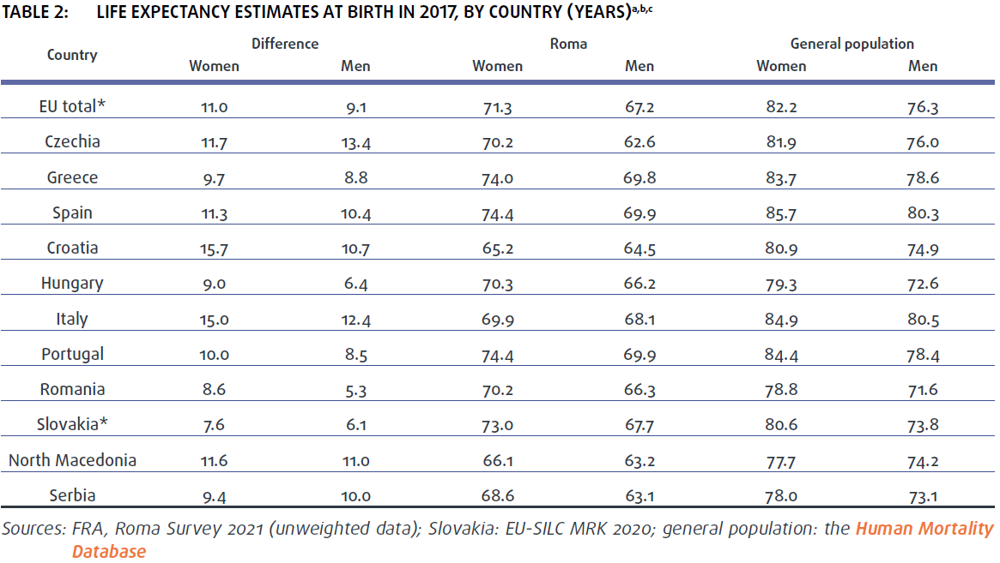 TABLE 2: LIFE EXPECTANCY ESTIMATES AT BIRTH IN 2017, BY COUNTRY (YEARS)a,b,c
Country Difference Roma General population
Women Men Women Men Women Men
EU total* 11.0 9.1 71.3 67.2 82.2 76.3
Czechia 11.7 13.4 70.2 62.6 81.9 76.0
Greece 9.7 8.8 74.0 69.8 83.7 78.6
Spain 11.3 10.4 74.4 69.9 85.7 80.3
Croatia 15.7 10.7 65.2 64.5 80.9 74.9
Hungary 9.0 6.4 70.3 66.2 79.3 72.6
Italy 15.0 12.4 69.9 68.1 84.9 80.5
Portugal 10.0 8.5 74.4 69.9 84.4 78.4
Romania 8.6 5.3 70.2 66.3 78.8 71.6
Slovakia* 7.6 6.1 73.0 67.7 80.6 73.8
North Macedonia 11.6 11.0 66.1 63.2 77.7 74.2
Serbia 9.4 10.0 68.6 63.1 78.0 73.1
Sources: FRA, Roma Survey 2021 (unweighted data); Slovakia: EU-SILC MRK 2020; general population: the Human Mortality
Database